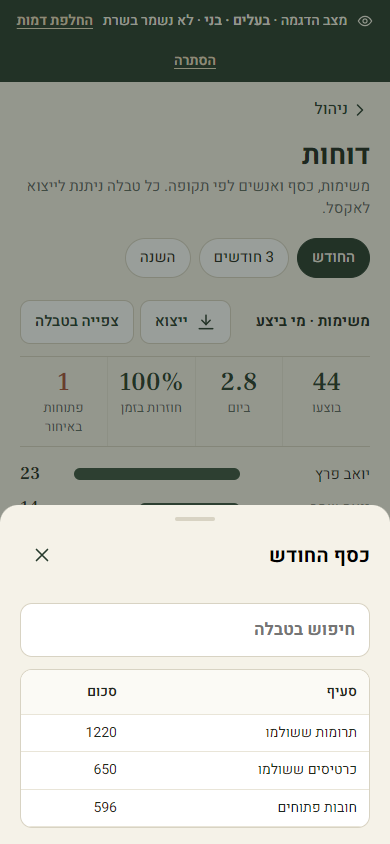 מצב הדגמה · בעלים · בני · לא נשמר בשרת החלפת דמות
הסתרה
ניהול
דוחות
משימות, כסף ואנשים לפי תקופה. כל טבלה ניתנת לייצוא
לאקסל.
החודש
3 חודשים
השנה
משימות · מי ביצע
ייצוא
צפייה בטבלה
44
2.8
100%
1
בוצעו
ביום
חוזרות בזמן
פתוחות
באיחור
יואב פרץ
23
כסף החודש
חיפוש בטבלה
סעיף סכום
תרומות ששולמו 1220
כרטיסים ששולמו 650
חובות פתוחים 596